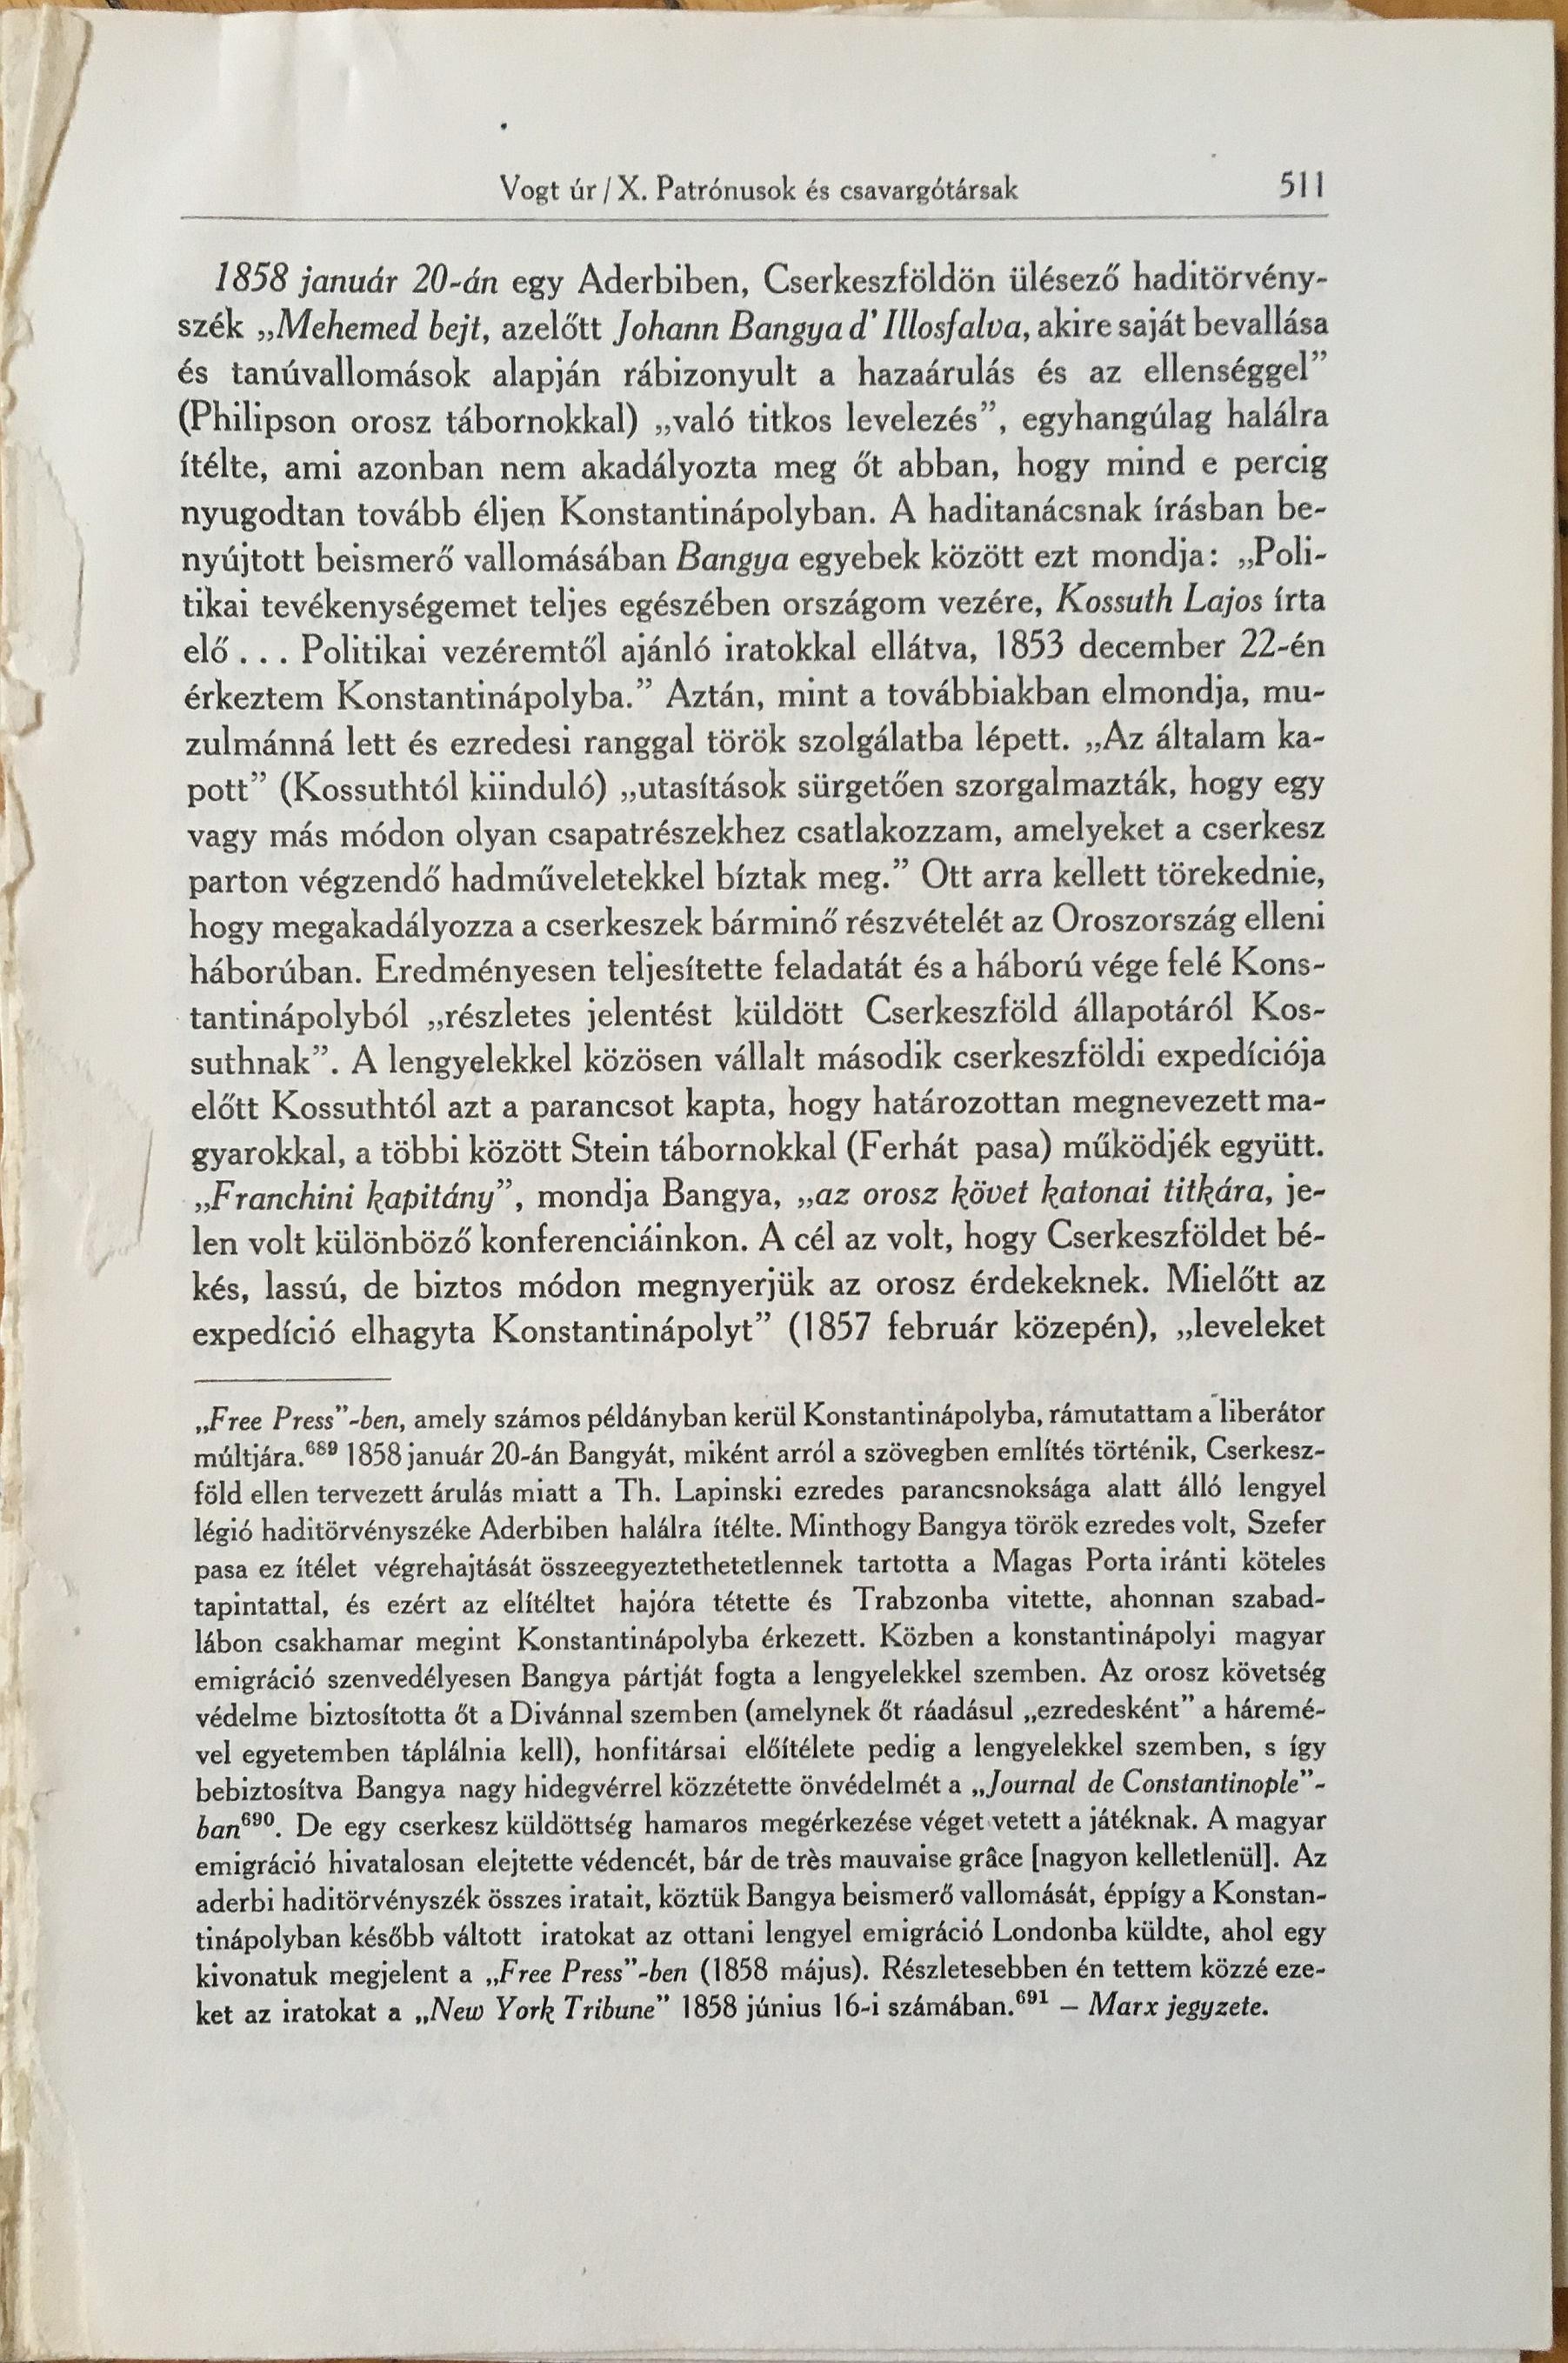 Vogt úr / X. Patrónusok és csavargótársak 511
1858 január 20-án egy Aderbiben, Cserkeszföldön ülésező haditörvény-
szék „Mehemed bejt, azelőtt Johann Bangya d' Illosfalva, akire saját bevallása
és tanúvallomások alapján rábizonyult a hazaárulás és az ellenséggel”
(Philipson orosz tábornokkal) „való titkos levelezés”, egyhangúlag halálra
ítélte, ami azonban nem akadályozta meg őt abban, hogy mind e percig
nyugodtan tovább éljen Konstantinápolyban. A haditanácsnak írásban be-
nyújtott beismerő vallomásában Bangya egyebek között ezt mondja: „Poli-
tikai tevékenységemet teljes egészében országom vezére, Kossuth Lajos írta
elő . . . Politikai vezéremtől ajánló iratokkal ellátva, 1853 december 22-én
érkeztem Konstantinápolyba.” Aztán, mint a továbbiakban elmondja, mu-
zulmánná lett és ezredesi ranggal török szolgálatba lépett. „Az általam ka-
pott” (Kossuthtól kiinduló) „utasítások sürgetően szorgalmazták, hogy egy
vagy más módon olyan csapatrészekhez csatlakozzam, amelyeket a cserkesz
parton végzendő hadműveletekkel bíztak meg.” Ott arra kellett törekednie,
hogy megakadályozza a cserkeszek bárminő részvételét az Oroszország elleni
háborúban. Eredményesen teljesítette feladatát és a háború vége felé Kons-
tantinápolyból „részletes jelentést küldött Cserkeszföld állapotáról Kos-
suthnak”. A lengyelekkel közösen vállalt második cserkeszföldi expedíciója
előtt Kossuthtól azt a parancsot kapta, hogy határozottan megnevezett ma-
gyarokkal, a többi között Stein tábornokkal (Ferhát pasa) működjék együtt.
„Franchini kapitány”, mondja Bangya, „az orosz követ katonai titkára, je-
len volt különböző konferenciáinkon. A cél az volt, hogy Cserkeszföldet bé-
kés, lassú, de biztos módon megnyerjük az orosz érdekeknek. Mielőtt az
expedíció elhagyta Konstantinápolyt” (1857 február közepén), „leveleket
„Free Press”-ben, amely számos példányban kerül Konstantinápolyba, rámutattam a liberátor
múltjára.⁶⁸⁹ 1858 január 20-án Bangyát, miként arról a szövegben említés történik, Cserkesz-
föld ellen tervezett árulás miatt a Th. Lapinski ezredes parancsnoksága alatt álló lengyel
légió haditörvényszéke Aderbiben halálra ítélte. Minthogy Bangya török ezredes volt, Szefer
pasa ez ítélet végrehajtását összeegyeztethetetlennek tartotta a Magas Porta iránti köteles
tapintattal, és ezért az elítéltet hajóra tétette és Trabzonba vitette, ahonnan szabad-
lábon csakhamar megint Konstantinápolyba érkezett. Közben a konstantinápolyi magyar
emigráció szenvedélyesen Bangya pártját fogta a lengyelekkel szemben. Az orosz követség
védelme biztosította őt a Divánnal szemben (amelynek őt ráadásul „ezredesként” a háremé-
vel egyetemben táplálnia kell), honfitársai előítélete pedig a lengyelekkel szemben, s így
bebiztosítva Bangya nagy hidegvérrel közzétette önvédelmét a „Journal de Constantinople”-
ban⁶⁹⁰. De egy cserkesz küldöttség hamaros megérkezése véget vetett a játéknak. A magyar
emigráció hivatalosan elejtette védencét, bár de très mauvaise grâce [nagyon kelletlenül]. Az
aderbi haditörvényszék összes iratait, köztük Bangya beismerő vallomását, éppígy a Konstan-
tinápolyban később váltott iratokat az ottani lengyel emigráció Londonba küldte, ahol egy
kivonatuk megjelent a „Free Press”-ben (1858 május). Részletesebben én tettem közzé eze-
ket az iratokat a „New York Tribune” 1858 június 16-i számában.⁶⁹¹ – Marx jegyzete.